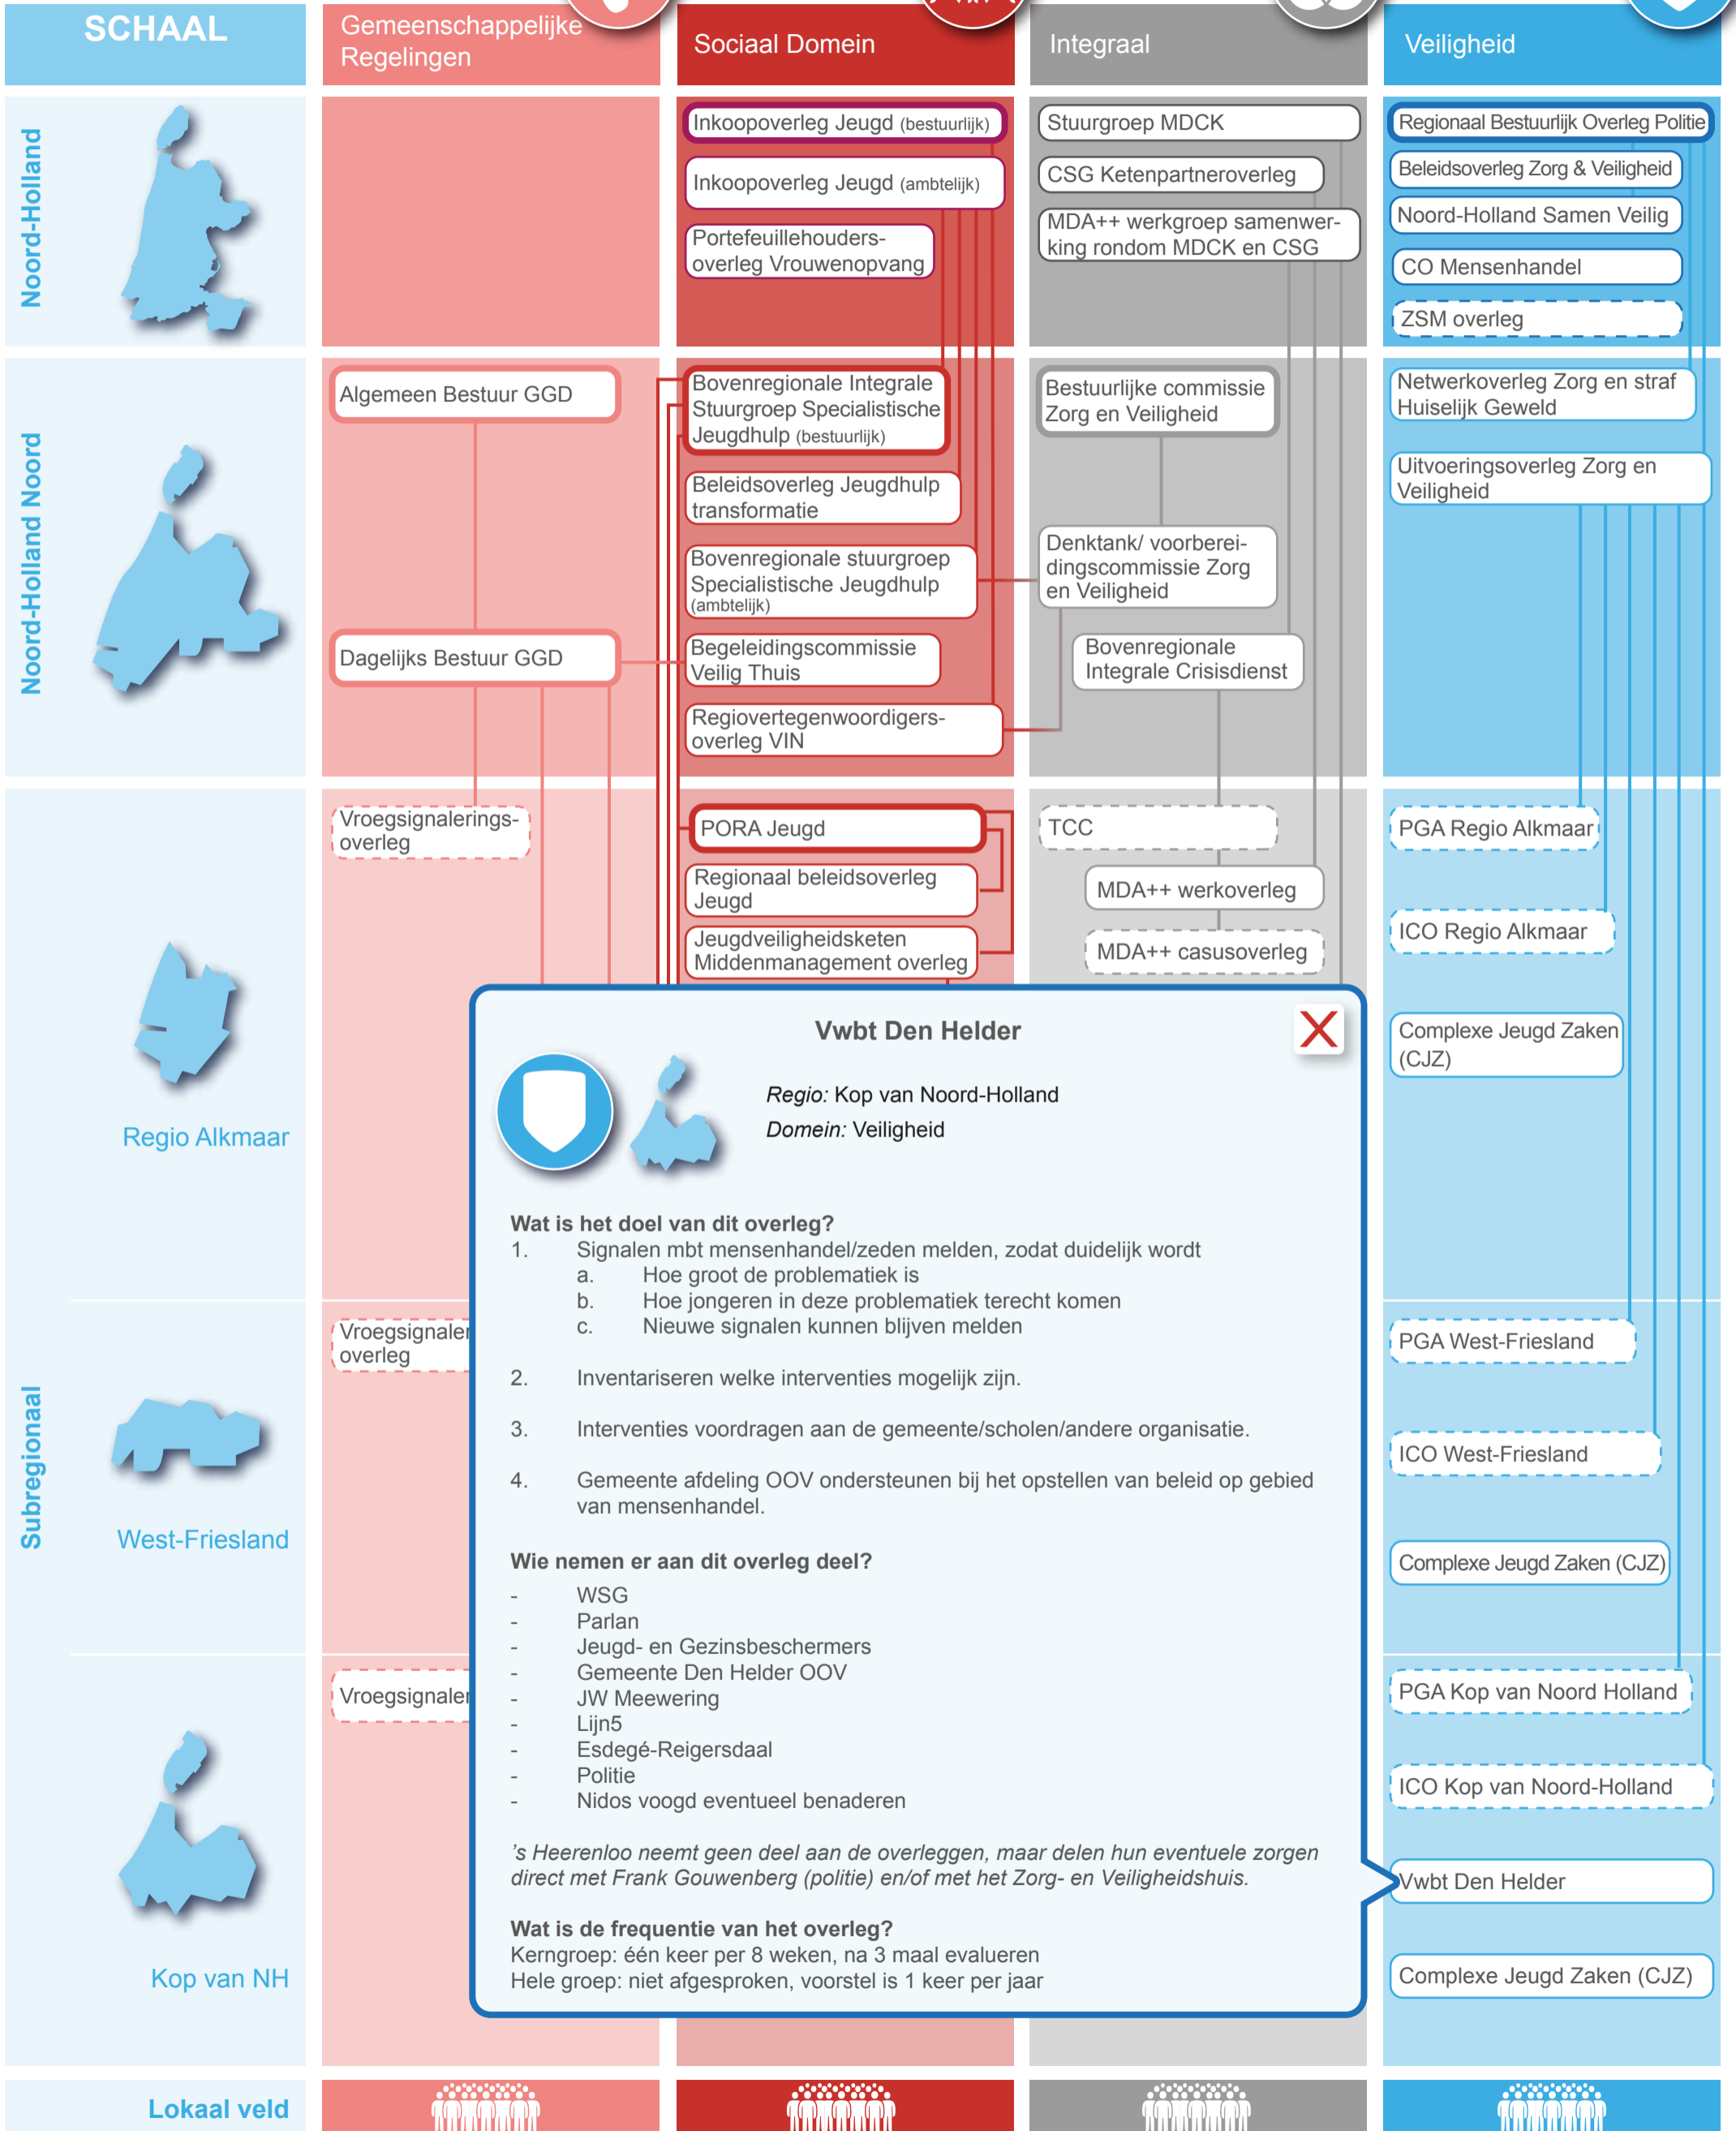 SCHAAL
Gemeenschappelijke
Regelingen
Sociaal Domein
Integraal
Veiligheid
Noord-Holland
Inkoopoverleg Jeugd (bestuurlijk)
Inkoopoverleg Jeugd (ambtelijk)
Portefeuillehouders-
overleg Vrouwenopvang
Stuurgroep MDCK
CSG Ketenpartneroverleg
MDA++ werkgroep samenwer-
king rondom MDCK en CSG
Regionaal Bestuurlijk Overleg Politie
Beleidsoverleg Zorg & Veiligheid
Noord-Holland Samen Veilig
CO Mensenhandel
ZSM overleg
Noord-Holland Noord
Algemeen Bestuur GGD
Dagelijks Bestuur GGD
Bovenregionale Integrale
Stuurgroep Specialistische
Jeugdhulp (bestuurlijk)
Beleidsoverleg Jeugdhulp
transformatie
Bovenregionale stuurgroep
Specialistische Jeugdhulp
(ambtelijk)
Begeleidingscommissie
Veilig Thuis
Regiovertegenwoordigers-
overleg VIN
Bestuurlijke commissie
Zorg en Veiligheid
Denktank/ voorberei-
dingscommissie Zorg
en Veiligheid
Bovenregionale
Integrale Crisisdienst
Netwerkoverleg Zorg en straf
Huiselijk Geweld
Uitvoeringsoverleg Zorg en
Veiligheid
Subregionaal
Regio Alkmaar
Vroegsignalerings-
overleg
PORA Jeugd
Regionaal beleidsoverleg
Jeugd
Jeugdveiligheidsketen
Middenmanagement overleg
TCC
MDA++ werkoverleg
MDA++ casusoverleg
PGA Regio Alkmaar
ICO Regio Alkmaar
Complexe Jeugd Zaken
(CJZ)
West-Friesland
Vroegsignaler
overleg
PGA West-Friesland
ICO West-Friesland
Complexe Jeugd Zaken (CJZ)
Kop van NH
Vroegsignaler
PGA Kop van Noord Holland
ICO Kop van Noord-Holland
Vwbt Den Helder
Complexe Jeugd Zaken (CJZ)
Vwbt Den Helder
X
Regio: Kop van Noord-Holland
Domein: Veiligheid
Wat is het doel van dit overleg?
1. Signalen mbt mensenhandel/zeden melden, zodat duidelijk wordt
a. Hoe groot de problematiek is
b. Hoe jongeren in deze problematiek terecht komen
c. Nieuwe signalen kunnen blijven melden
2. Inventariseren welke interventies mogelijk zijn.
3. Interventies voordragen aan de gemeente/scholen/andere organisatie.
4. Gemeente afdeling OOV ondersteunen bij het opstellen van beleid op gebied
van mensenhandel.
Wie nemen er aan dit overleg deel?
- WSG
- Parlan
- Jeugd- en Gezinsbeschermers
- Gemeente Den Helder OOV
- JW Meewering
- Lijn5
- Esdegé-Reigersdaal
- Politie
- Nidos voogd eventueel benaderen
's Heerenloo neemt geen deel aan de overleggen, maar delen hun eventuele zorgen
direct met Frank Gouwenberg (politie) en/of met het Zorg- en Veiligheidshuis.
Wat is de frequentie van het overleg?
Kerngroep: één keer per 8 weken, na 3 maal evalueren
Hele groep: niet afgesproken, voorstel is 1 keer per jaar
Lokaal veld